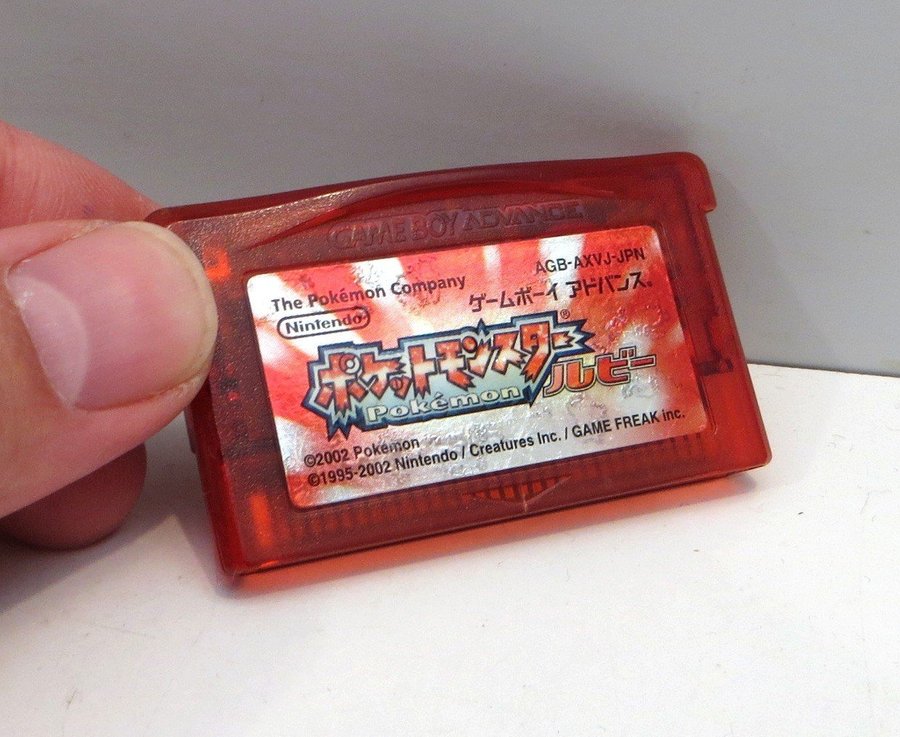 GAME BOY ADVANCE
AGB-AXVJ-JPN
The Pokémon Company
ゲームボーイ アドバンス®
Nintendo®
ポケットモンスター®
ルビー
Pokémon
©2002 Pokémon
©1995-2002 Nintendo / Creatures Inc. / GAME FREAK inc.